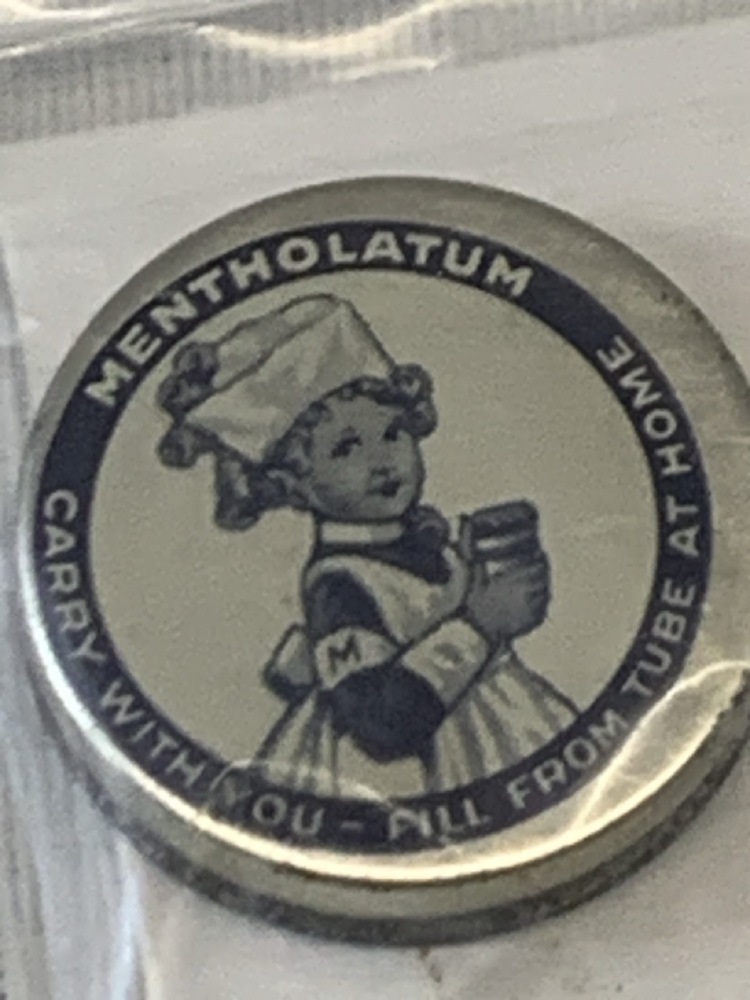 MENTHOLATUM
CARRY WITH YOU - FILL FROM TUBE AT HOME
M